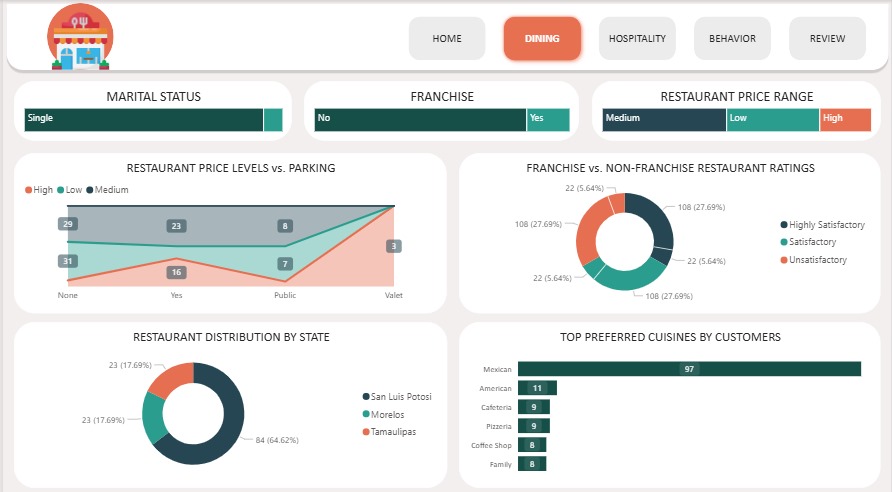 HOME
DINING
HOSPITALITY
BEHAVIOR
REVIEW
MARITAL STATUS
Single
FRANCHISE
No
Yes
RESTAURANT PRICE RANGE
Medium
Low
High
RESTAURANT PRICE LEVELS vs. PARKING
High
Low
Medium
29
31
23
16
8
7
3
None
Yes
Public
Valet
FRANCHISE vs. NON-FRANCHISE RESTAURANT RATINGS
22 (5.64%)
108 (27.69%)
108 (27.69%)
22 (5.64%)
22 (5.64%)
108 (27.69%)
Highly Satisfactory
Satisfactory
Unsatisfactory
RESTAURANT DISTRIBUTION BY STATE
23 (17.69%)
23 (17.69%)
84 (64.62%)
San Luis Potosi
Morelos
Tamaulipas
TOP PREFERRED CUISINES BY CUSTOMERS
Mexican
97
American
11
Cafeteria
9
Pizzeria
9
Coffee Shop
8
Family
8